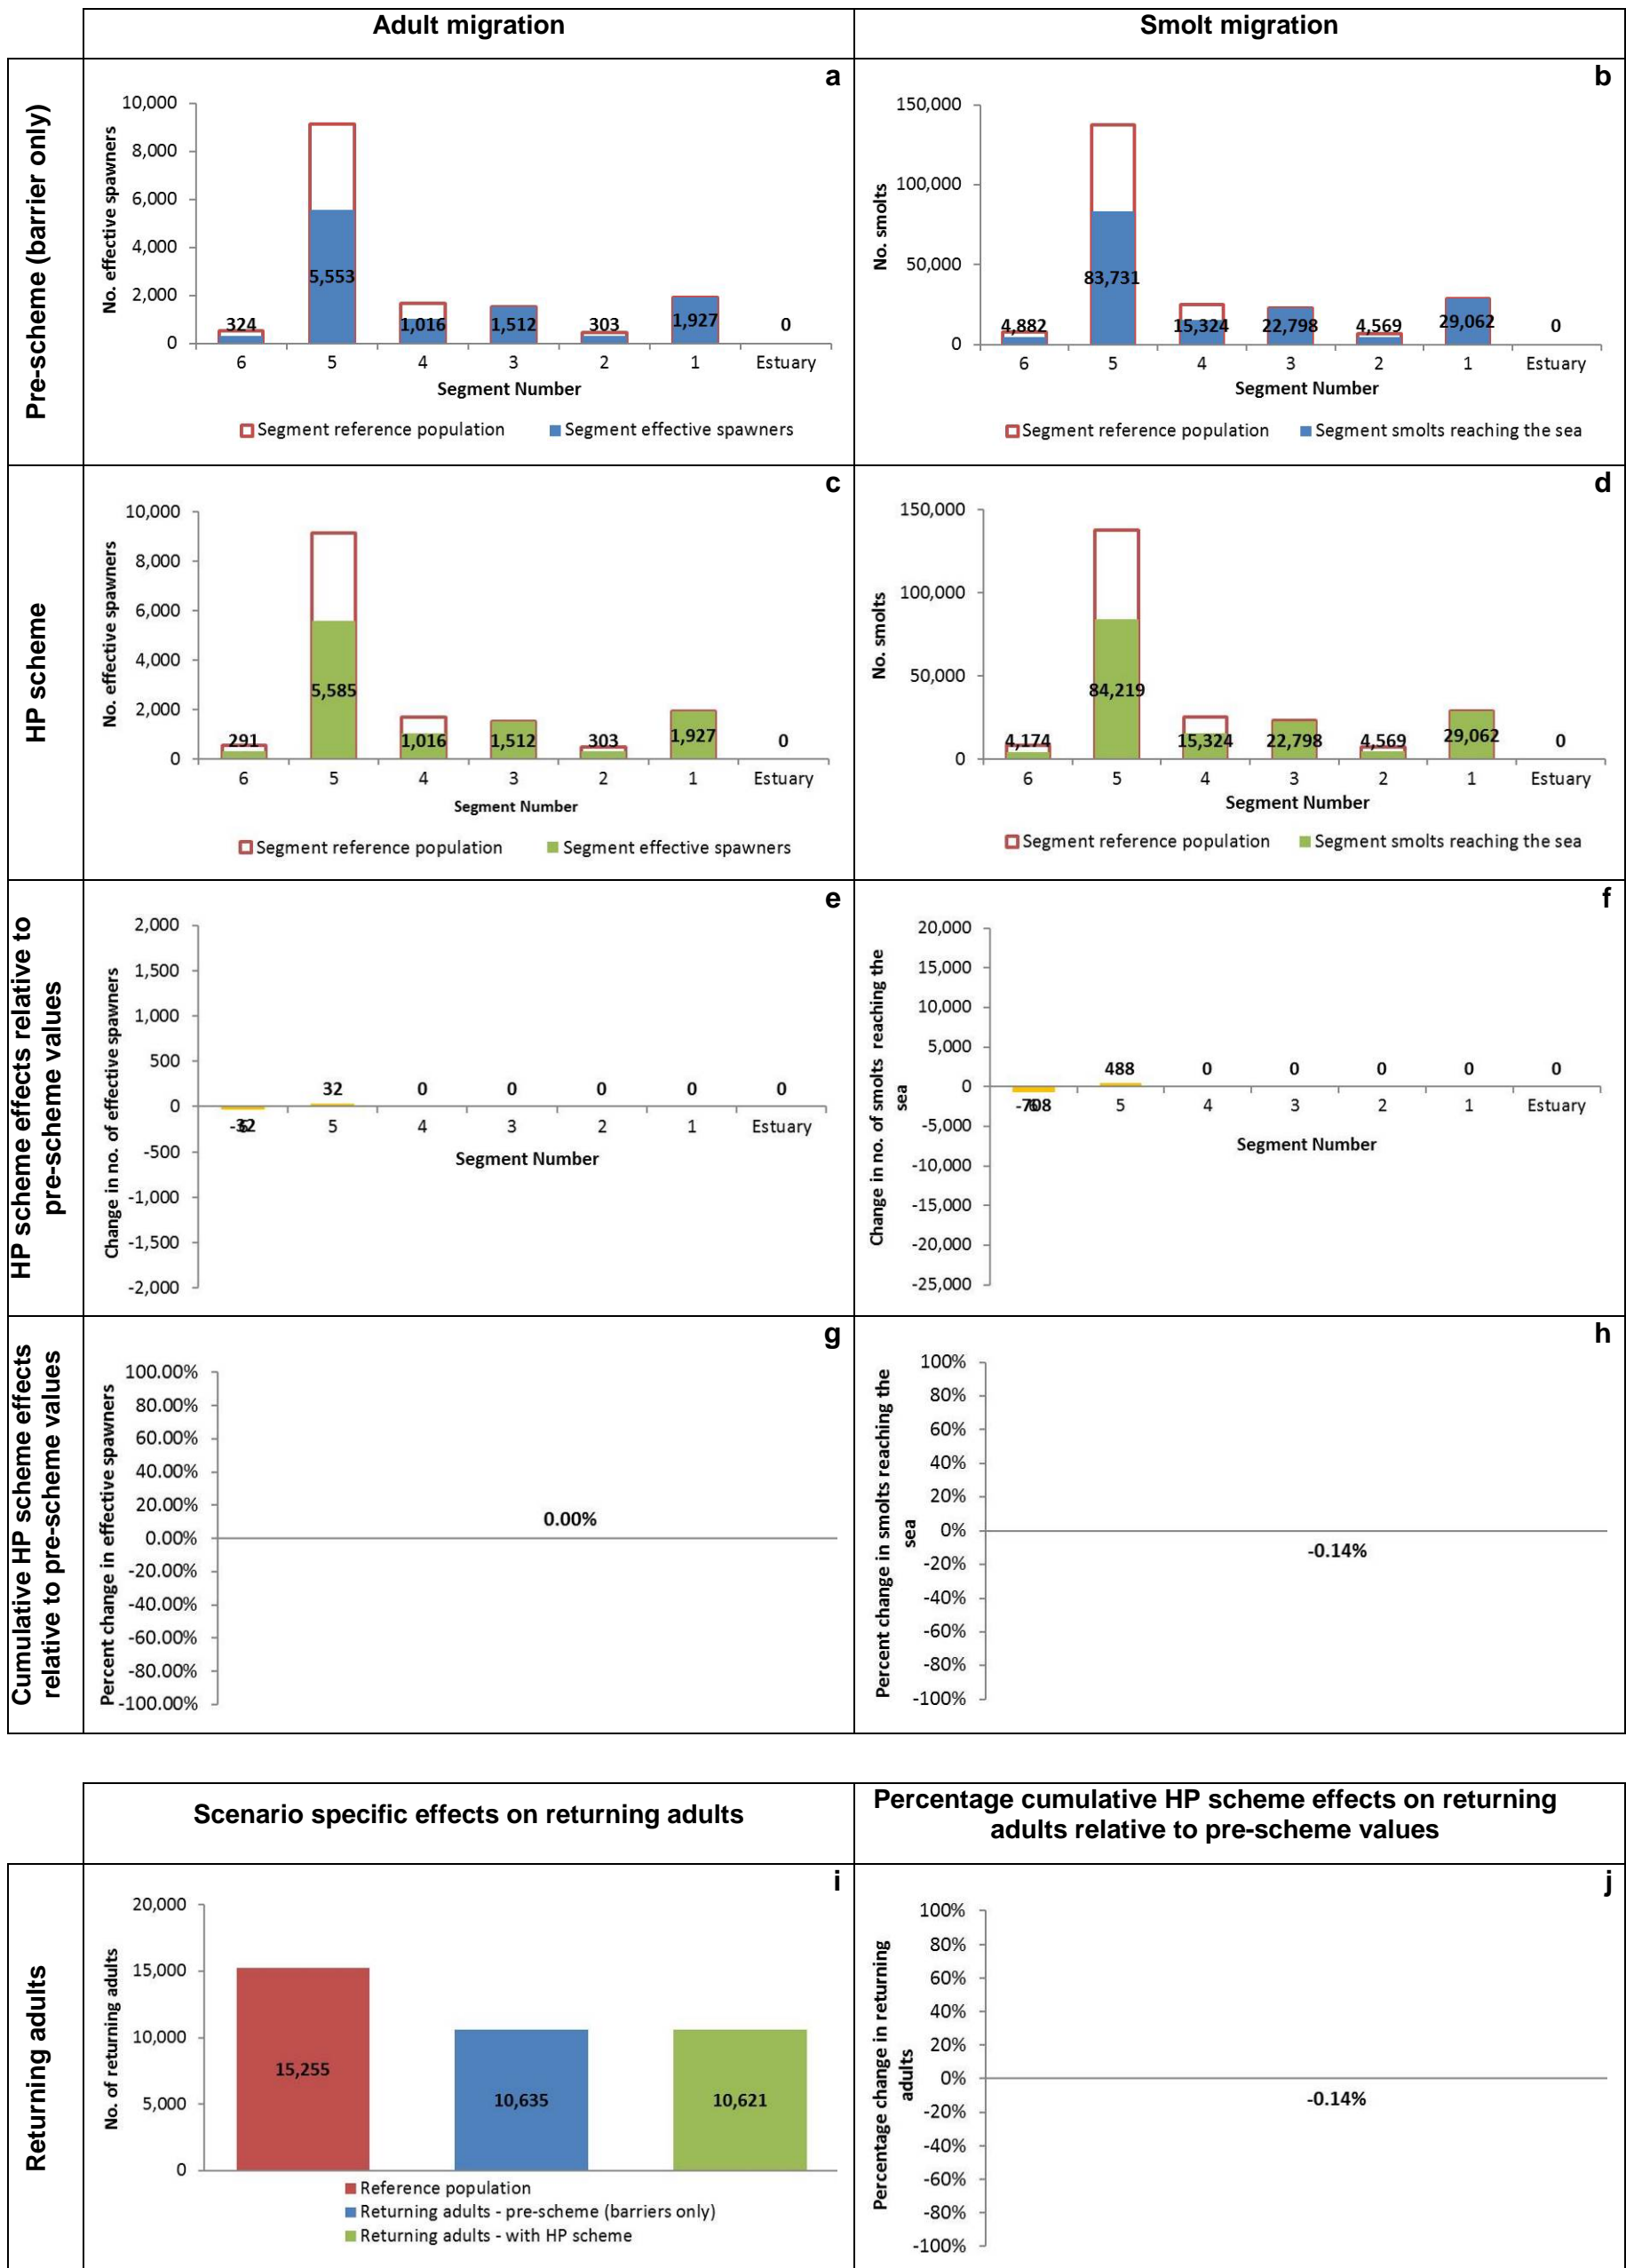 Adult migration
Smolt migration
Pre-scheme (barrier only)
a
No. effective spawners
10,000
8,000
6,000
4,000
2,000
0
324
5,553
1,016
1,512
303
1,927
0
6 5 4 3 2 1 Estuary
Segment Number
Segment reference population Segment effective spawners
b
No. smolts
150,000
100,000
50,000
0
4,882
83,731
15,324
22,798
4,569
29,062
0
6 5 4 3 2 1 Estuary
Segment Number
Segment reference population Segment smolts reaching the sea
HP scheme
c
No. effective spawners
10,000
8,000
6,000
4,000
2,000
0
291
5,585
1,016
1,512
303
1,927
0
6 5 4 3 2 1 Estuary
Segment Number
Segment reference population Segment effective spawners
d
No. smolts
150,000
100,000
50,000
0
4,174
84,219
15,324
22,798
4,569
29,062
0
6 5 4 3 2 1 Estuary
Segment Number
Segment reference population Segment smolts reaching the sea
HP scheme effects relative to
pre-scheme values
e
Change in no. of effective spawners
2,000
1,500
1,000
500
0
-500
-1,000
-1,500
-2,000
-32
32
0
0
0
0
0
6 5 4 3 2 1 Estuary
Segment Number
f
Change in no. of smolts reaching the
sea
20,000
15,000
10,000
5,000
0
-5,000
-10,000
-15,000
-20,000
-25,000
-708
488
0
0
0
0
0
6 5 4 3 2 1 Estuary
Segment Number
Cumulative HP scheme effects
relative to pre-scheme values
g
Percent change in effective spawners
100.00%
80.00%
60.00%
40.00%
20.00%
0.00%
-20.00%
-40.00%
-60.00%
-80.00%
-100.00%
0.00%
h
Percent change in smolts reaching the
sea
100%
80%
60%
40%
20%
0%
-20%
-40%
-60%
-80%
-100%
-0.14%
Scenario specific effects on returning adults
Percentage cumulative HP scheme effects on returning
adults relative to pre-scheme values
Returning adults
i
No. of returning adults
20,000
15,000
10,000
5,000
0
15,255
10,635
10,621
Reference population
Returning adults - pre-scheme (barriers only)
Returning adults - with HP scheme
j
Percentage change in returning
adults
100%
80%
60%
40%
20%
0%
-20%
-40%
-60%
-80%
-100%
-0.14%